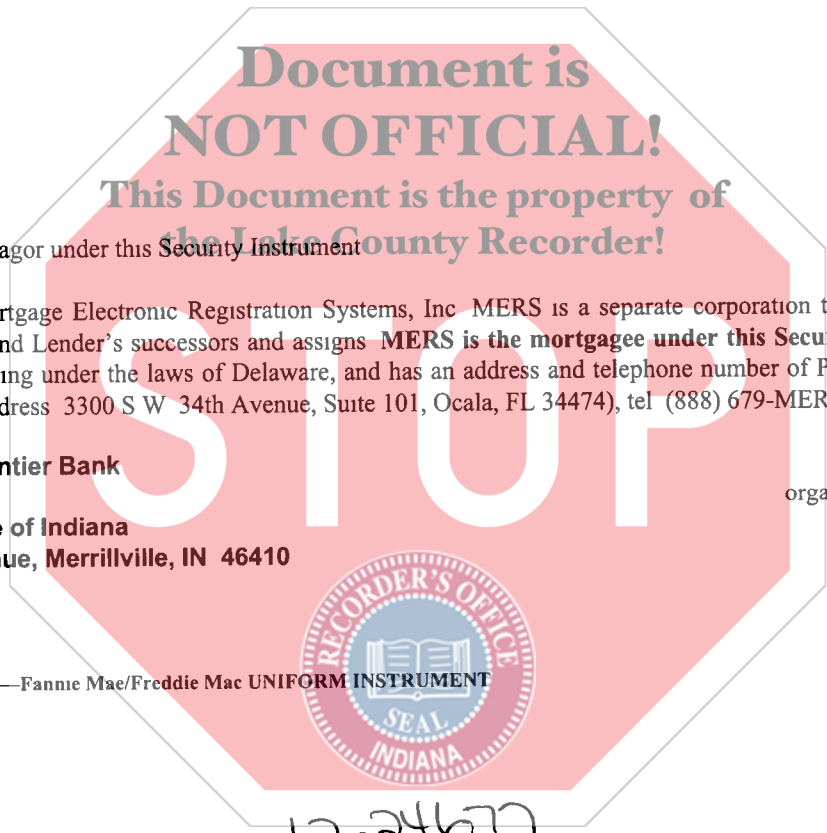 Document is
NOT OFFICIAL!
This Document is the property of
the Lake County Recorder!
agor under this Security Instrument
rtgage Electronic Registration Systems, Inc MERS is a separate corporation t
nd Lender's successors and assigns MERS is the mortgagee under this Secu
ing under the laws of Delaware, and has an address and telephone number of P
dress 3300 S W 34th Avenue, Suite 101, Ocala, FL 34474), tel (888) 679-MER
ntier Bank
orga
e of Indiana
ue, Merrillville, IN 46410
STOP
—Fannie Mae/Freddie Mac UNIFORM INSTRUMENT
RECORDER'S OFFICE
SEAL
INDIANA